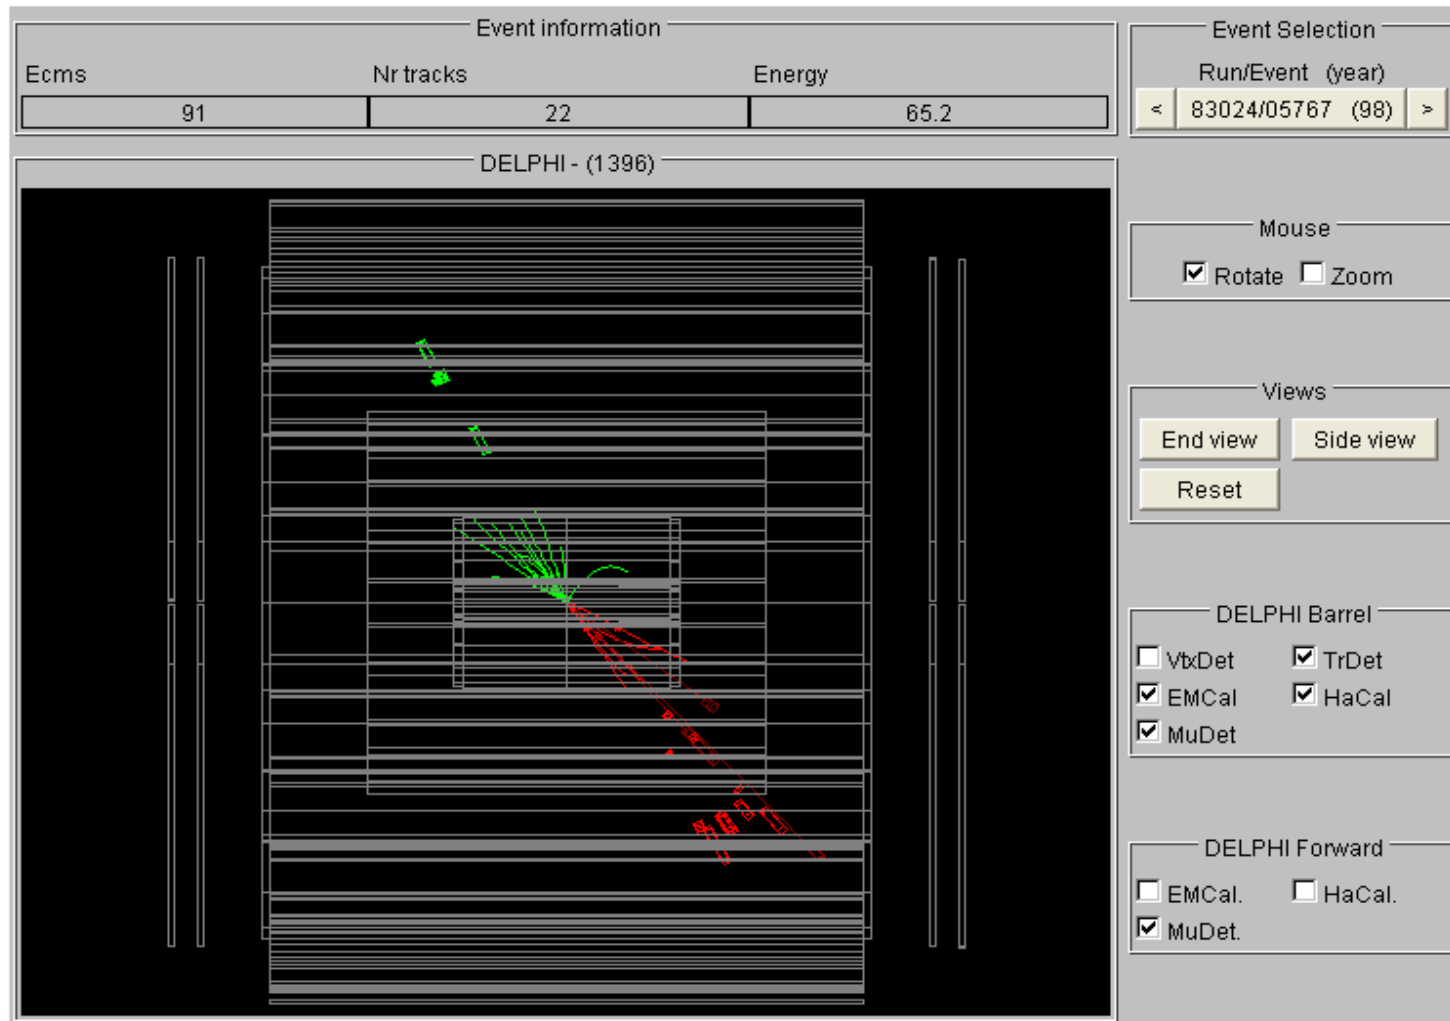 Event information
Ecms Nr tracks Energy
91 22 65.2
Event Selection
Run/Event (year)
< 83024/05767 (98) >
DELPHI - (1396)
Mouse
Rotate Zoom
Views
End view Side view
Reset
DELPHI Barrel
VtxDet TrDet
EMCal HaCal
MuDet
DELPHI Forward
EMCal. HaCal.
MuDet.